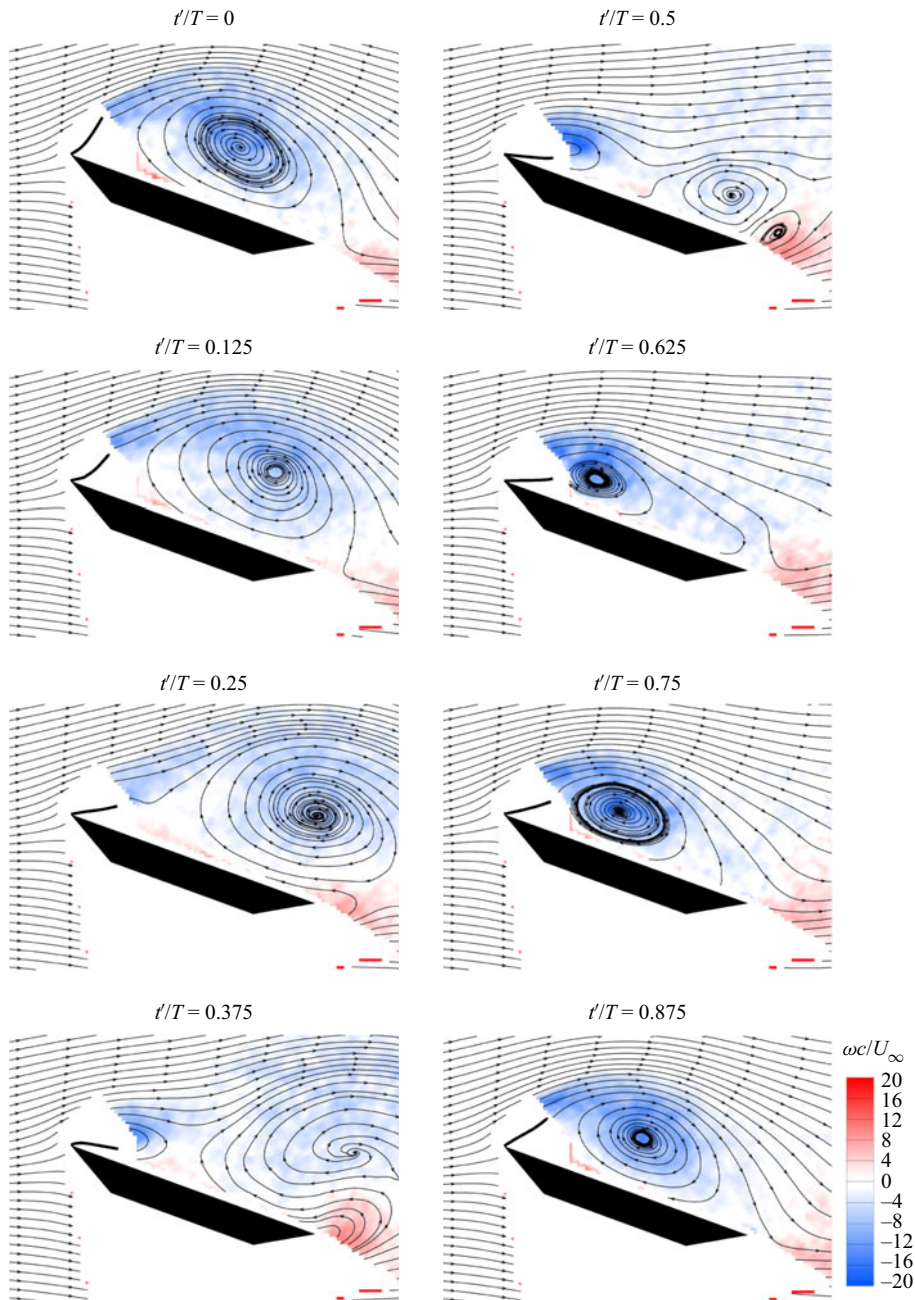 t′/T = 0
t′/T = 0.5
t′/T = 0.125
t′/T = 0.625
t′/T = 0.25
t′/T = 0.75
t′/T = 0.375
t′/T = 0.875
ωc/U∞
20
16
12
8
4
0
–4
–8
–12
–16
–20